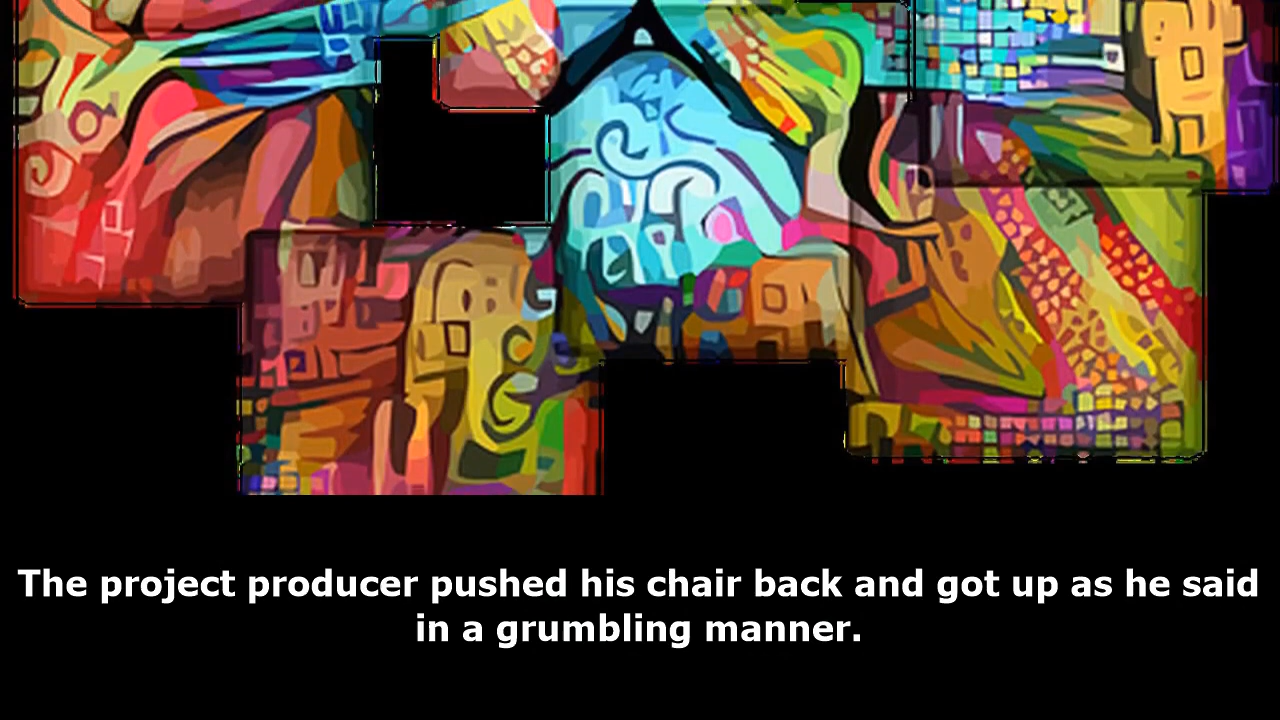 The project producer pushed his chair back and got up as he said
in a grumbling manner.